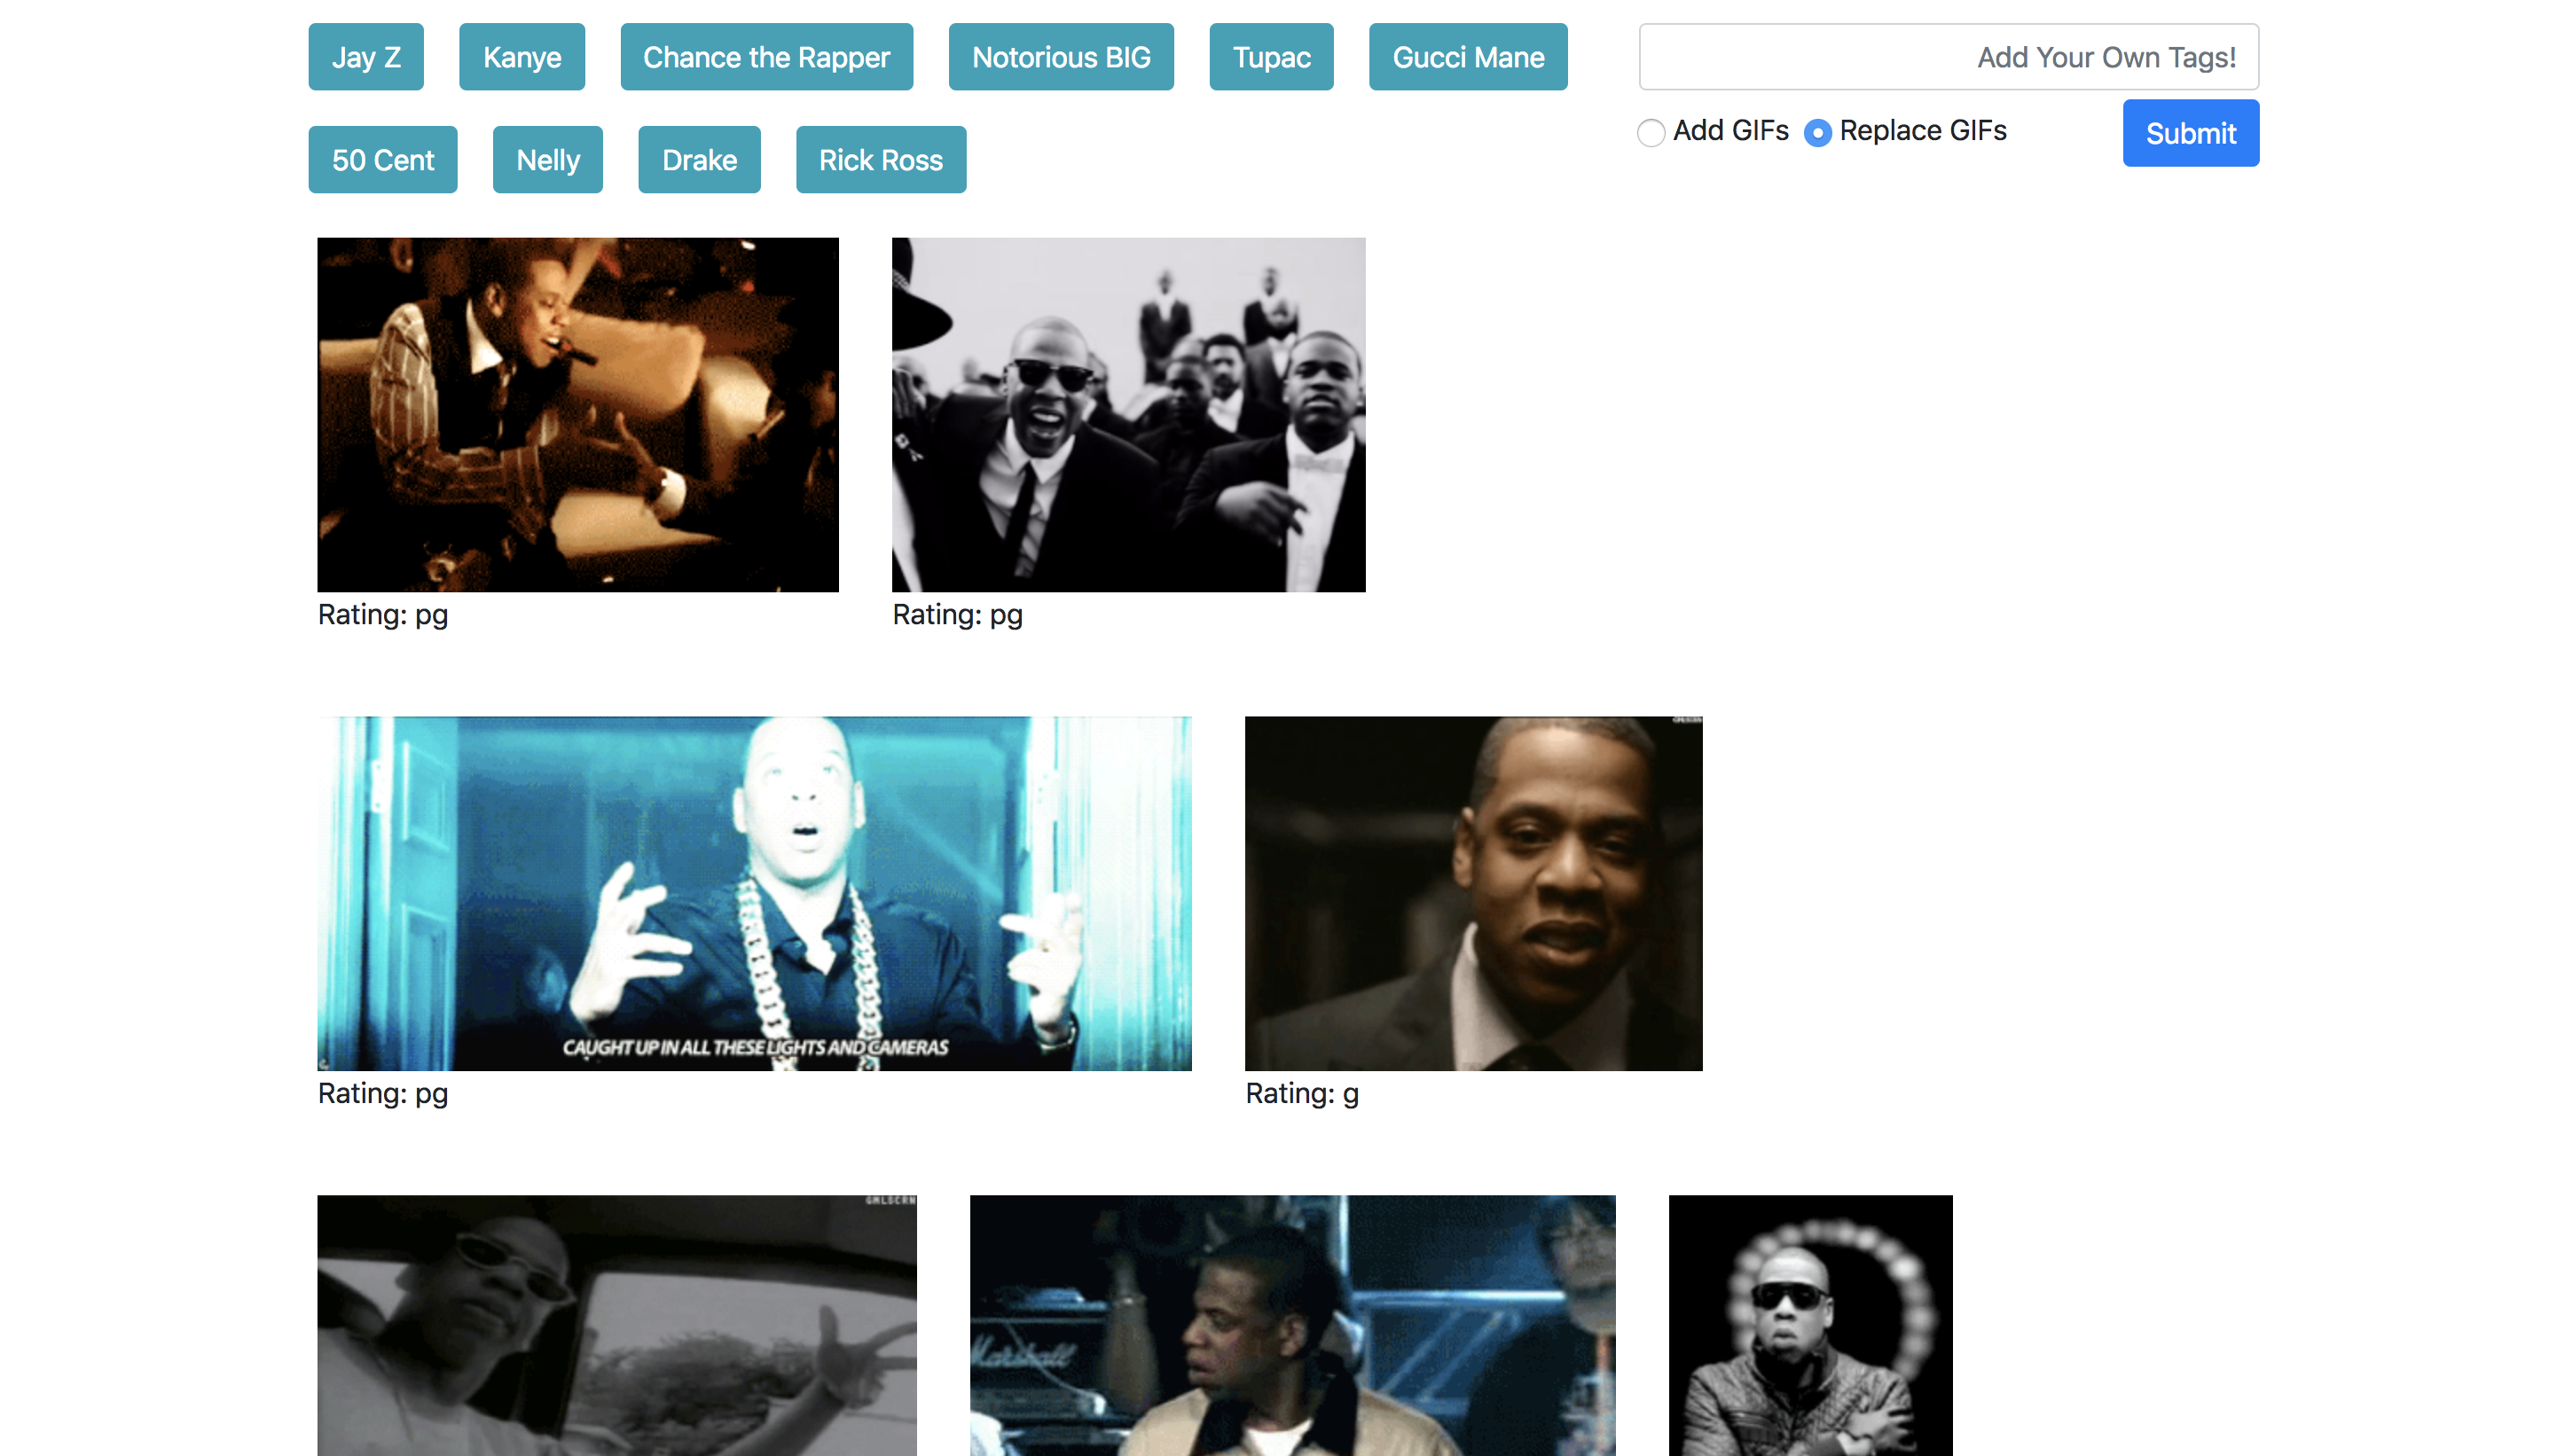 Jay Z
Kanye
Chance the Rapper
Notorious BIG
Tupac
Gucci Mane
Add Your Own Tags!
50 Cent
Nelly
Drake
Rick Ross
Add GIFs
Replace GIFs
Submit
Rating: pg
Rating: pg
CAUGHT UP IN ALL THESE LIGHTS AND CAMERAS
Rating: pg
Rating: g
GMLSCRN
Marshall